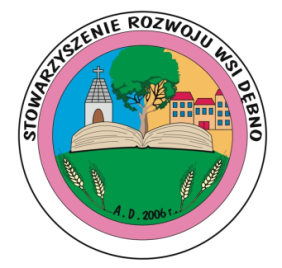 STOWARZYSZENIE ROZWOJU WSI DĘBNO
A.D. 2006 r.